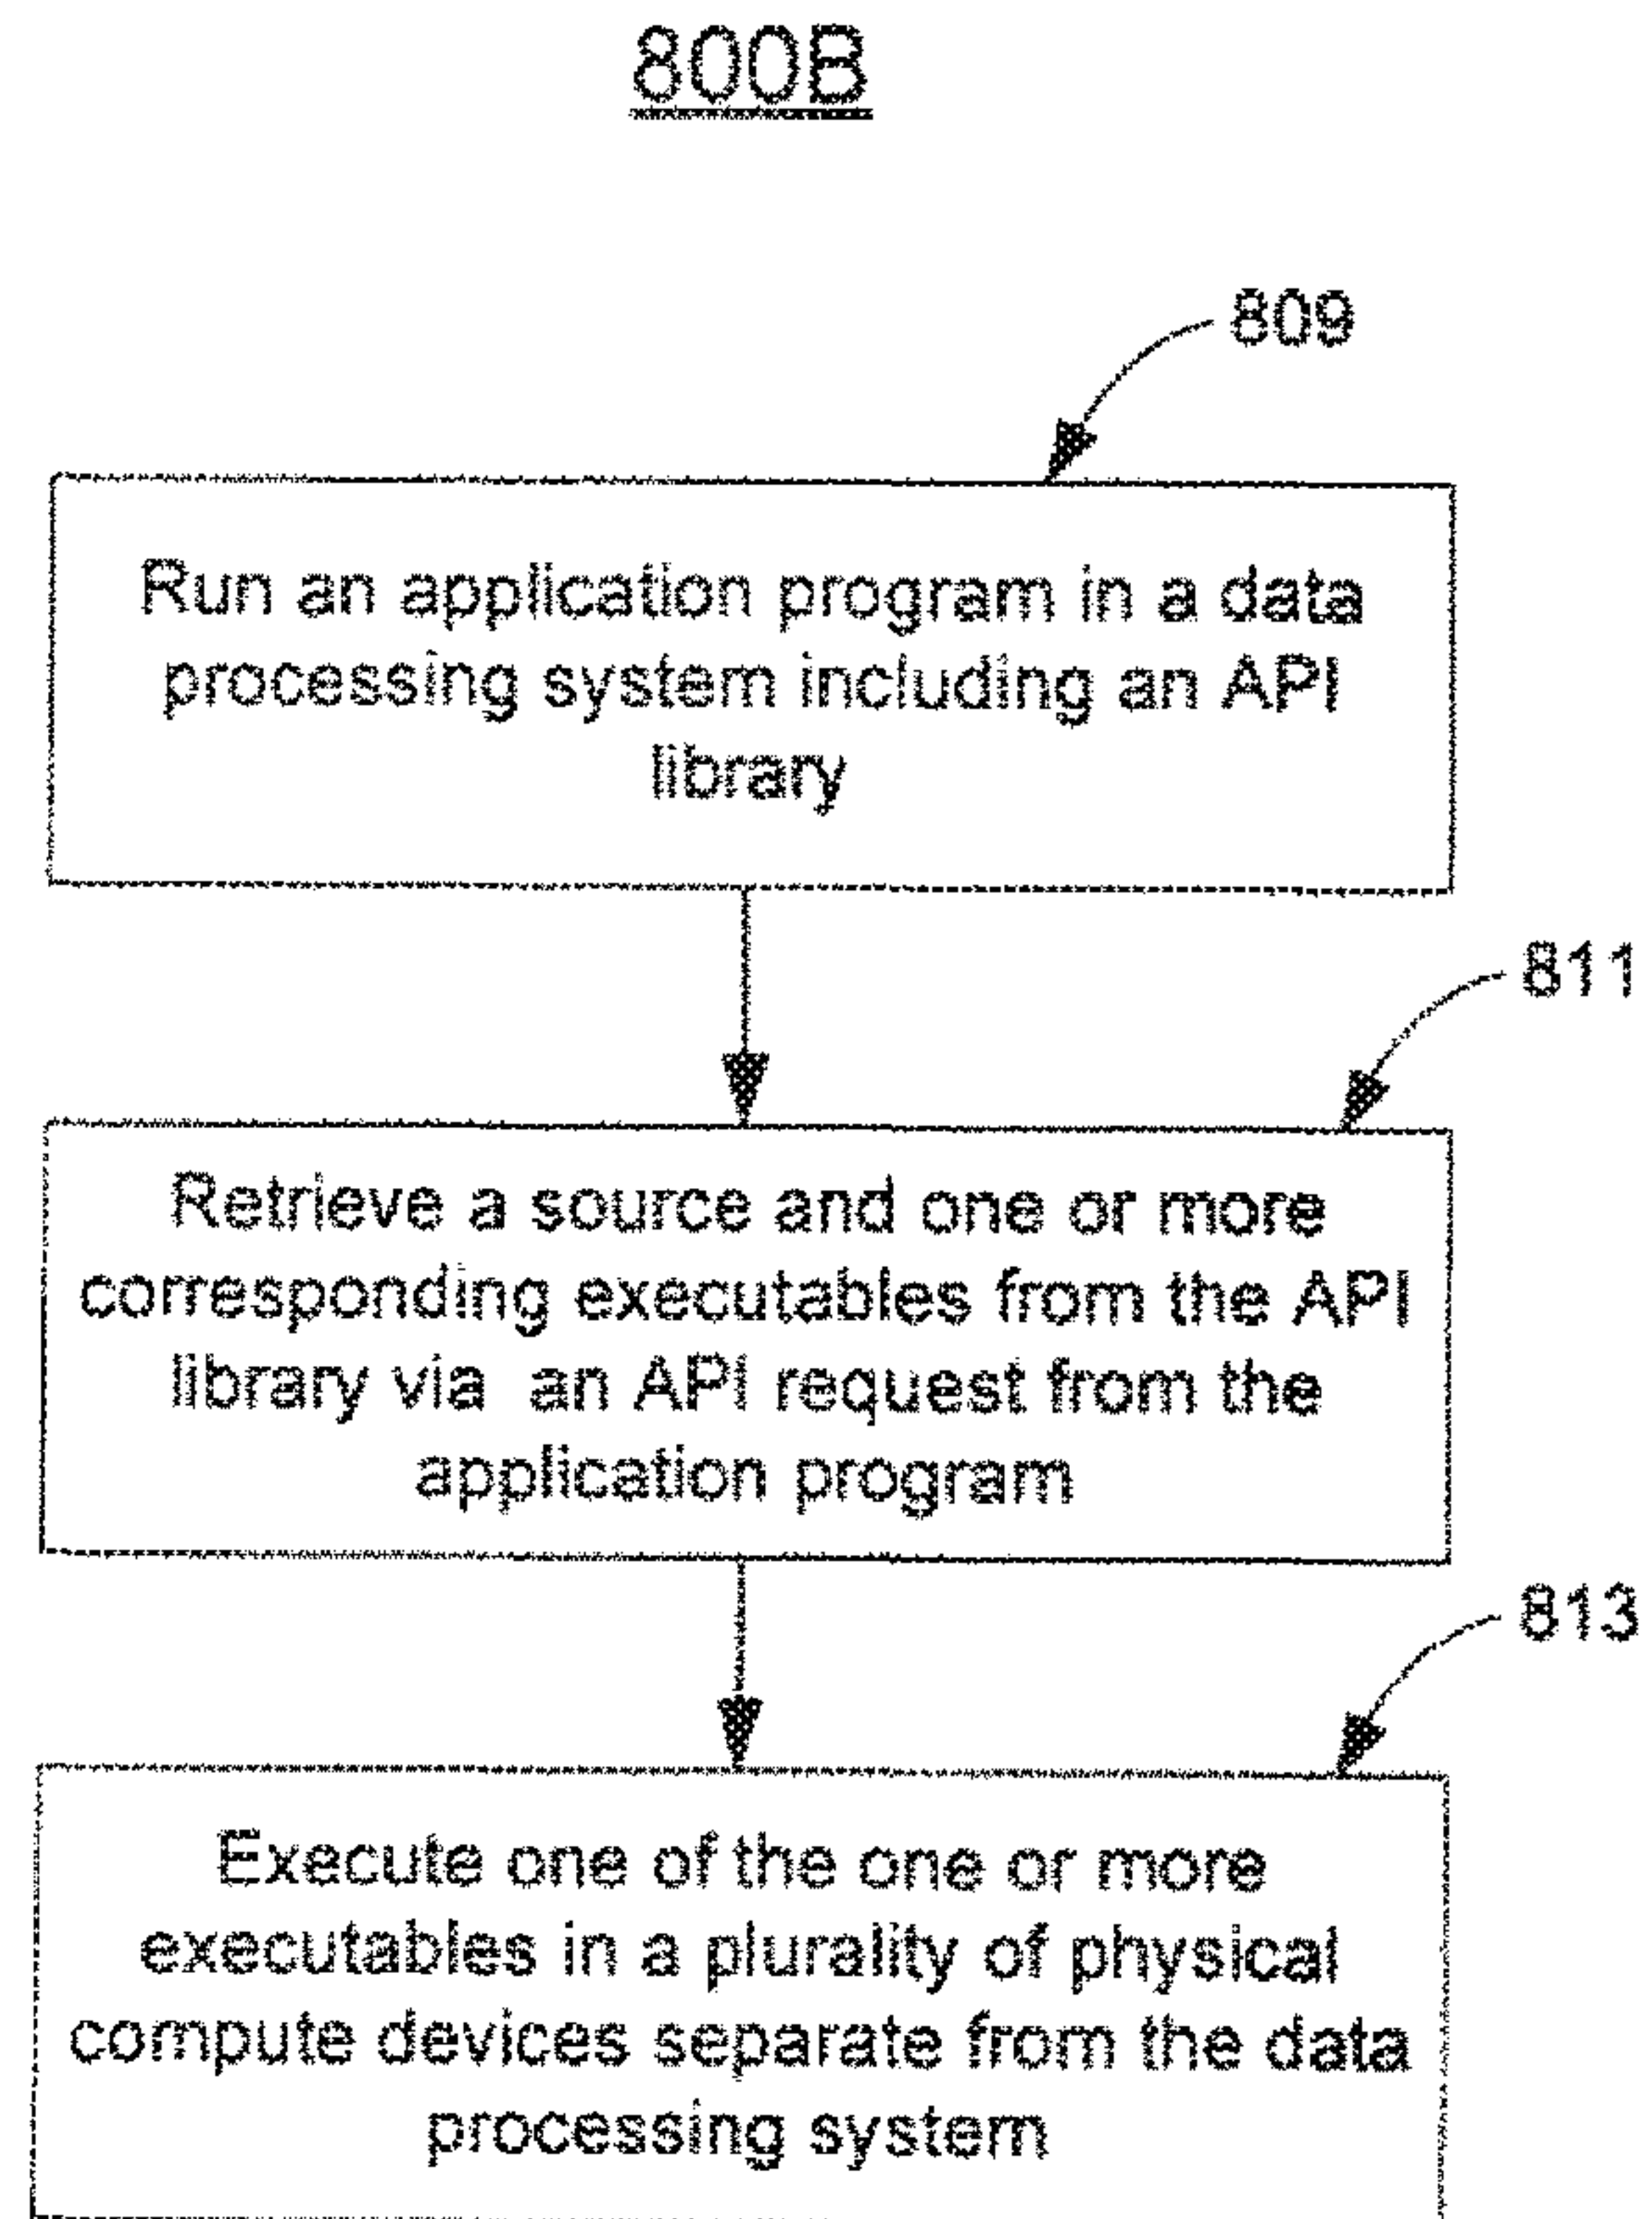 800B
809
Run an application program in a data
processing system including an API
library
811
Retrieve a source and one or more
corresponding executables from the API
library via an API request from the
application program
813
Execute one of the one or more
executables in a plurality of physical
compute devices separate from the data
processing system